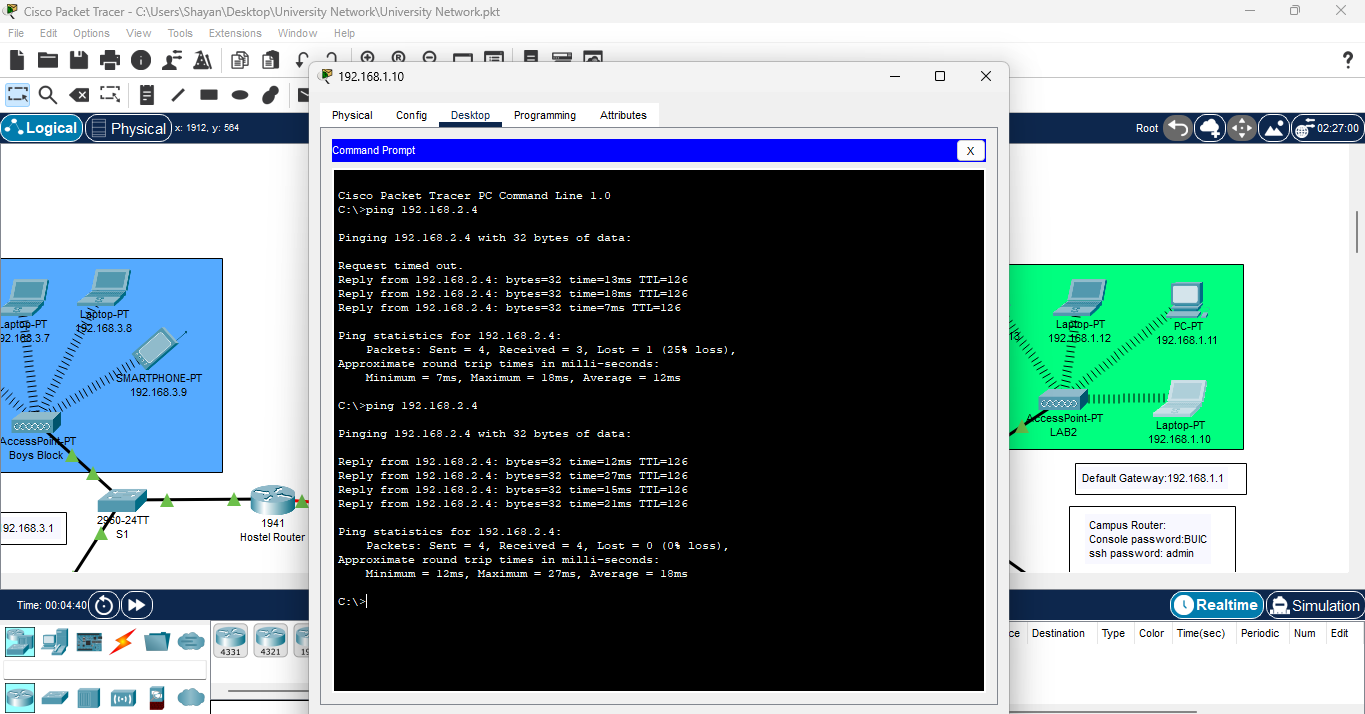 Cisco Packet Tracer - C:\Users\Shayan\Desktop\University Network\University Network.pkt
File Edit Options View Tools Extensions Window Help
192.168.1.10
Physical Config Desktop Programming Attributes
Logical Physical x: 1912, y: 564
Root 02:27:00
Command Prompt
X
Cisco Packet Tracer PC Command Line 1.0
C:\>ping 192.168.2.4
Pinging 192.168.2.4 with 32 bytes of data:
Request timed out.
Reply from 192.168.2.4: bytes=32 time=13ms TTL=126
Reply from 192.168.2.4: bytes=32 time=18ms TTL=126
Reply from 192.168.2.4: bytes=32 time=7ms TTL=126
Ping statistics for 192.168.2.4:
Packets: Sent = 4, Received = 3, Lost = 1 (25% loss),
Approximate round trip times in milli-seconds:
Minimum = 7ms, Maximum = 18ms, Average = 12ms
C:\>ping 192.168.2.4
Pinging 192.168.2.4 with 32 bytes of data:
Reply from 192.168.2.4: bytes=32 time=12ms TTL=126
Reply from 192.168.2.4: bytes=32 time=27ms TTL=126
Reply from 192.168.2.4: bytes=32 time=15ms TTL=126
Reply from 192.168.2.4: bytes=32 time=21ms TTL=126
Ping statistics for 192.168.2.4:
Packets: Sent = 4, Received = 4, Lost = 0 (0% loss),
Approximate round trip times in milli-seconds:
Minimum = 12ms, Maximum = 27ms, Average = 18ms
C:\>
Laptop-PT
192.168.3.8
92.168.3.7
SMARTPHONE-PT
192.168.3.9
AccessPoint-PT
Boys Block
2960-24TT
S1
1941
Hostel Router
92.168.3.1
Laptop-PT
192.168.1.12
PC-PT
192.168.1.11
AccessPoint-PT
LAB2
Laptop-PT
192.168.1.10
Default Gateway:192.168.1.1
Campus Router:
Console password:BUIC
ssh password: admin
Time: 00:04:40
Realtime Simulation
4331 4321
Destination Type Color Time(sec) Periodic Num Edit